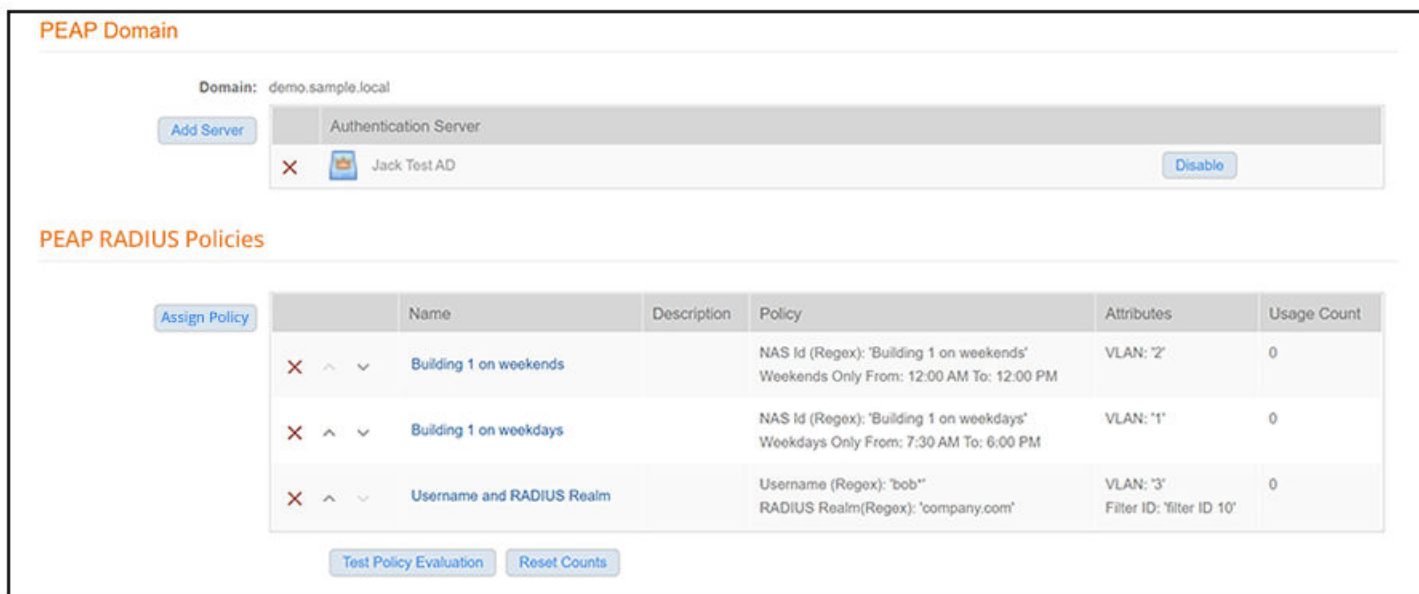 PEAP Domain
Domain: demo.sample.local
Add Server
Authentication Server
Jack Test AD
Disable
PEAP RADIUS Policies
Assign Policy
Name Description Policy Attributes Usage Count
Building 1 on weekends
NAS Id (Regex): 'Building 1 on weekends'
Weekends Only From: 12:00 AM To: 12:00 PM
VLAN: '2'
0
Building 1 on weekdays
NAS Id (Regex): 'Building 1 on weekdays'
Weekdays Only From: 7:30 AM To: 6:00 PM
VLAN: '1'
0
Username and RADIUS Realm
Username (Regex): 'bob*'
RADIUS Realm(Regex): 'company.com'
VLAN: '3'
Filter ID: 'filter ID 10'
0
Test Policy Evaluation
Reset Counts